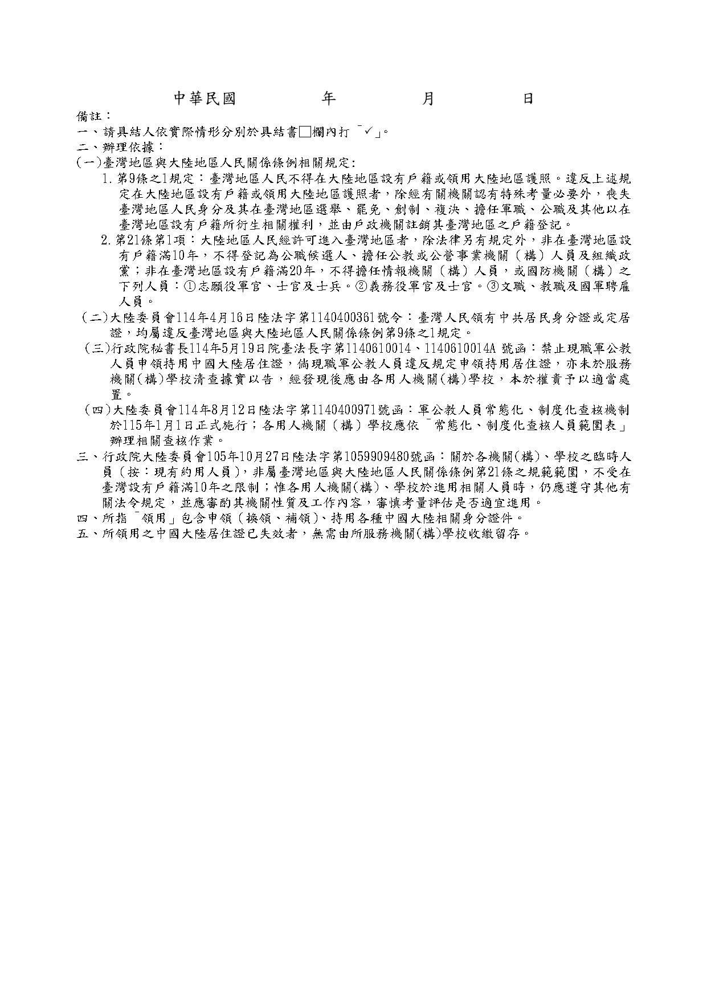 中華民國　　　年　　　月　　　日
備註：
一、請具結人依實際情形分別於具結書□欄內打「✓」。
二、辦理依據：
(一)臺灣地區與大陸地區人民關係條例相關規定:
1.第9條之1規定：臺灣地區人民不得在大陸地區設有戶籍或領用大陸地區護照。違反上述規
定在大陸地區設有戶籍或領用大陸地區護照者，除經有關機關認有特殊考量必要外，喪失
臺灣地區人民身分及其在臺灣地區選舉、罷免、創制、複決、擔任軍職、公職及其他以在
臺灣地區設有戶籍所衍生相關權利，並由戶政機關註銷其臺灣地區之戶籍登記。
2.第21條第1項：大陸地區人民經許可進入臺灣地區者，除法律另有規定外，非在臺灣地區設
有戶籍滿10年，不得登記為公職候選人、擔任公教或公營事業機關（構）人員及組織政
黨；非在臺灣地區設有戶籍滿20年，不得擔任情報機關（構）人員，或國防機關（構）之
下列人員：①志願役軍官、士官及士兵。②義務役軍官及士官。③文職、教職及國軍聘雇
人員。
(二)大陸委員會114年4月16日陸法字第1140400361號令：臺灣人民領有中共居民身分證或定居
證，均屬違反臺灣地區與大陸地區人民關係條例第9條之1規定。
(三)行政院秘書長114年5月19日院臺法長字第1140610014、1140610014A 號函：禁止現職軍公教
人員申領持用中國大陸居住證，倘現職軍公教人員違反規定申領持用居住證，亦未於服務
機關(構)學校清查據實以告，經發現後應由各用人機關(構)學校，本於權責予以適當處
置。
(四)大陸委員會114年8月12日陸法字第1140400971號函：軍公教人員常態化、制度化查核機制
於115年1月1日正式施行；各用人機關（構）學校應依「常態化、制度化查核人員範圍表」
辦理相關查核作業。
三、行政院大陸委員會105年10月27日陸法字第1059909480號函：關於各機關(構)、學校之臨時人
員（按：現有約用人員），非屬臺灣地區與大陸地區人民關係條例第21條之規範範圍，不受在
臺灣設有戶籍滿10年之限制；惟各用人機關(構)、學校於進用相關人員時，仍應遵守其他有
關法令規定，並應審酌其機關性質及工作內容，審慎考量評估是否適宜進用。
四、所指「領用」包含申領（換領、補領）、持用各種中國大陸相關身分證件。
五、所領用之中國大陸居住證已失效者，無需由所服務機關(構)學校收繳留存。